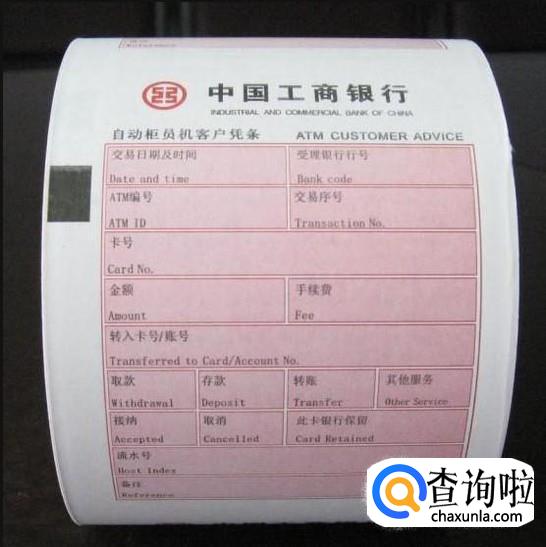 Reference
中国工商银行
INDUSTRIAL AND COMMERCIAL BANK OF CHINA
自动柜员机客户凭条 ATM CUSTOMER ADVICE
交易日期及时间 受理银行行号
Date and time Bank code
ATM编号 交易序号
ATM ID Transaction No.
卡号
Card No.
金额 手续费
Amount Fee
转入卡号/账号
Transferred to Card/Account No.
取款 存款 转账 其他服务
Withdrawal Deposit Transfer Other Service
接纳 取消 此卡银行保留
Accepted Cancelled Card Retained
流水号
Host Index
备注
Reference
查询啦
chaxunla.com